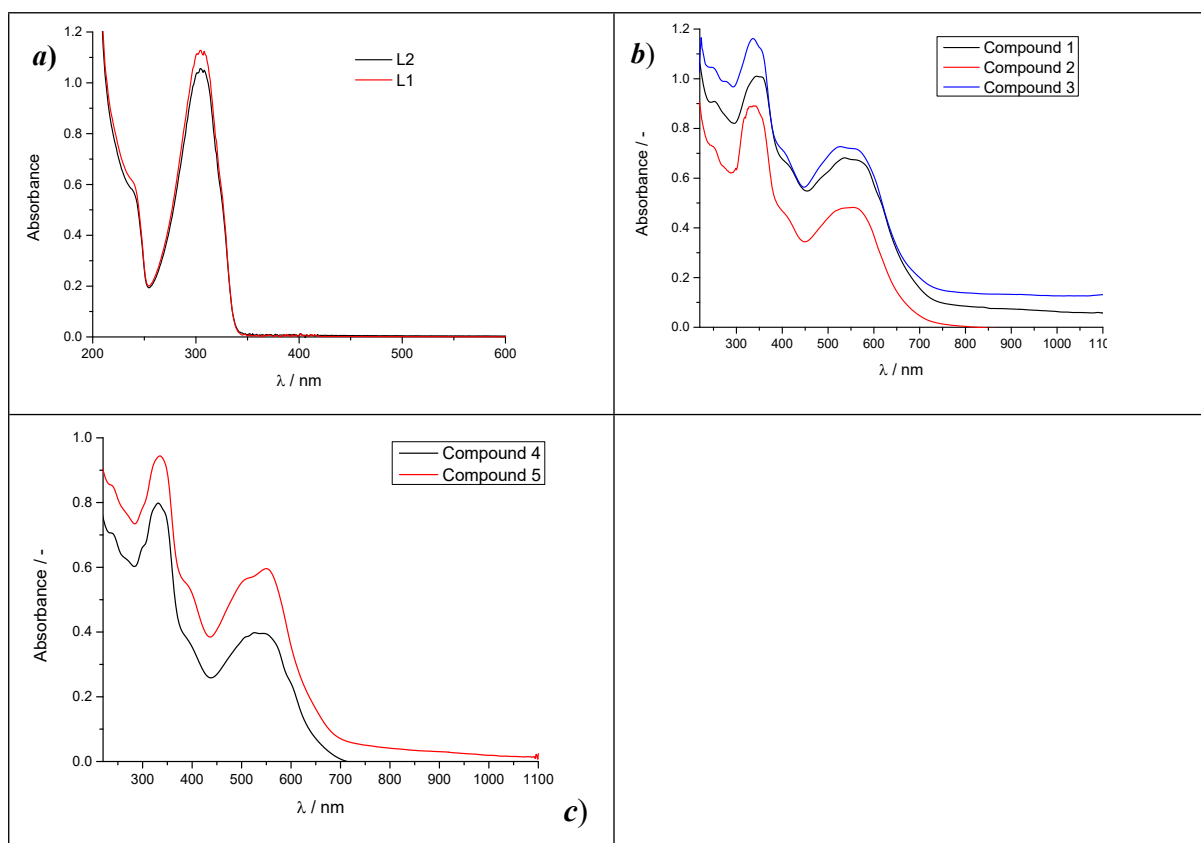 a)
L2
L1
1.2
1.0
0.8
0.6
0.4
0.2
0.0
Absorbance
200 300 400 500 600
λ / nm
b)
Compound 1
Compound 2
Compound 3
1.2
1.0
0.8
0.6
0.4
0.2
0.0
Absorbance / -
300 400 500 600 700 800 900 1000 110
λ / nm
Compound 4
Compound 5
1.0
0.8
0.6
0.4
0.2
0.0
Absorbance / -
300 400 500 600 700 800 900 1000 1100
λ / nm
c)